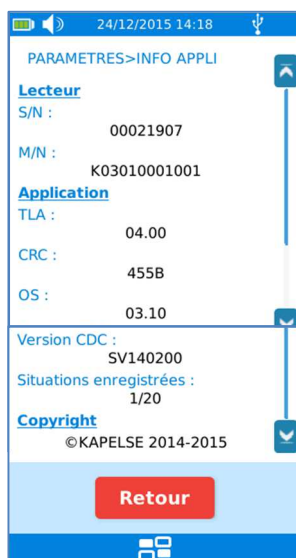 24/12/2015 14:18
PARAMETRES>INFO APPLI
Lecteur
S/N :
00021907
M/N :
K03010001001
Application
TLA :
04.00
CRC :
455B
OS :
03.10
Version CDC :
SV140200
Situations enregistrées :
1/20
Copyright
©KAPELSE 2014-2015
Retour